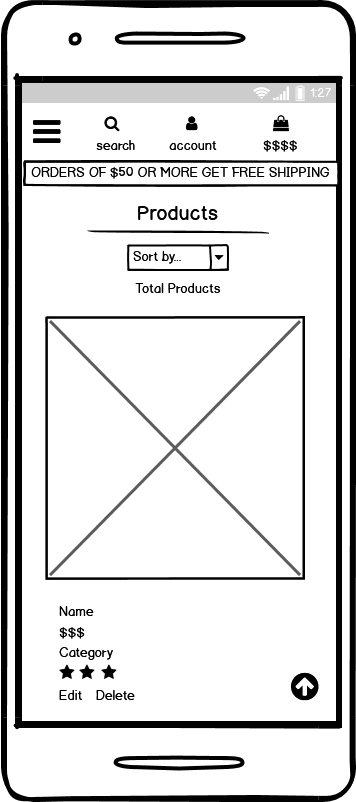 1:27
search account $$$$
ORDERS OF $50 OR MORE GET FREE SHIPPING
Products
Sort by...
Total Products
Name
$$$
Category
Edit Delete